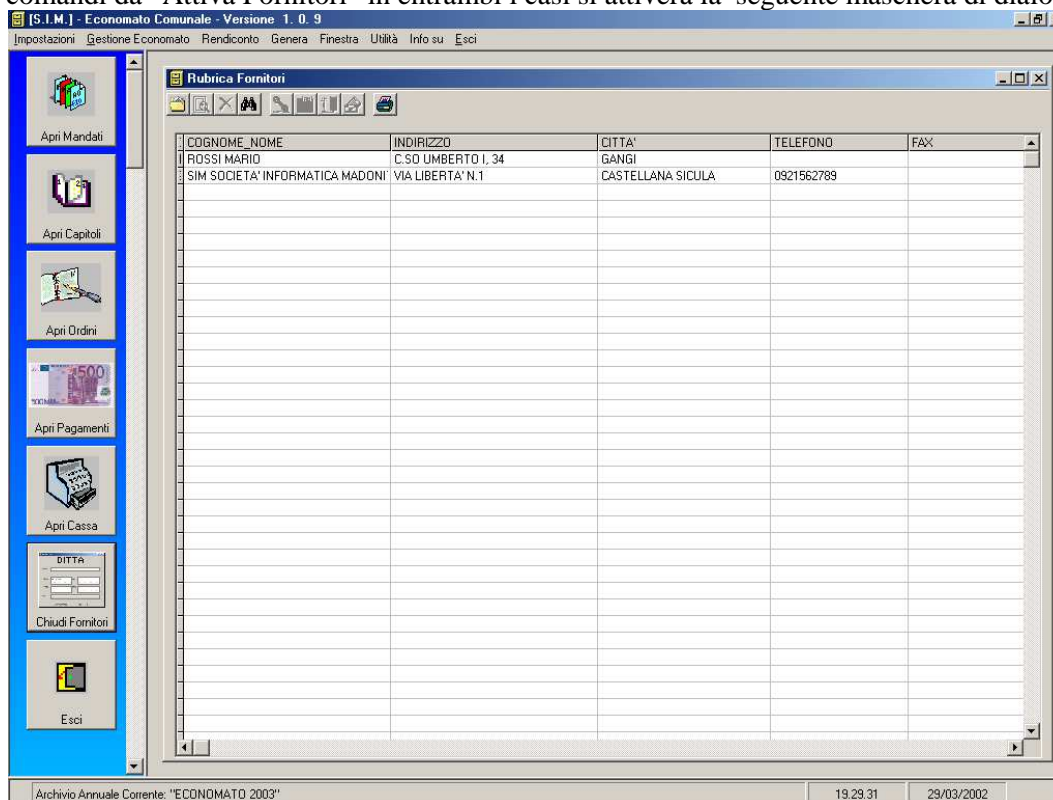 comandi da "Attiva Fornitori" in entrambi i casi si attiverà la seguente maschera di dialo
[S.I.M.] - Economato Comunale - Versione 1. 0. 9
Impostazioni Gestione Economato Rendiconto Genera Finestra Utilità Info su Esci
Rubrica Fornitori
Apri Mandati
COGNOME_NOME INDIRIZZO CITTA' TELEFONO FAX
ROSSI MARIO C.SO UMBERTO I, 34 GANGI
SIM SOCIETA' INFORMATICA MADONI VIA LIBERTA' N.1 CASTELLANA SICULA 0921562789
Apri Capitoli
Apri Ordini
500
Apri Pagamenti
Apri Cassa
DITTA
Chiudi Fornitori
Esci
Archivio Annuale Corrente: "ECONOMATO 2003" 19.29.31 29/03/2002